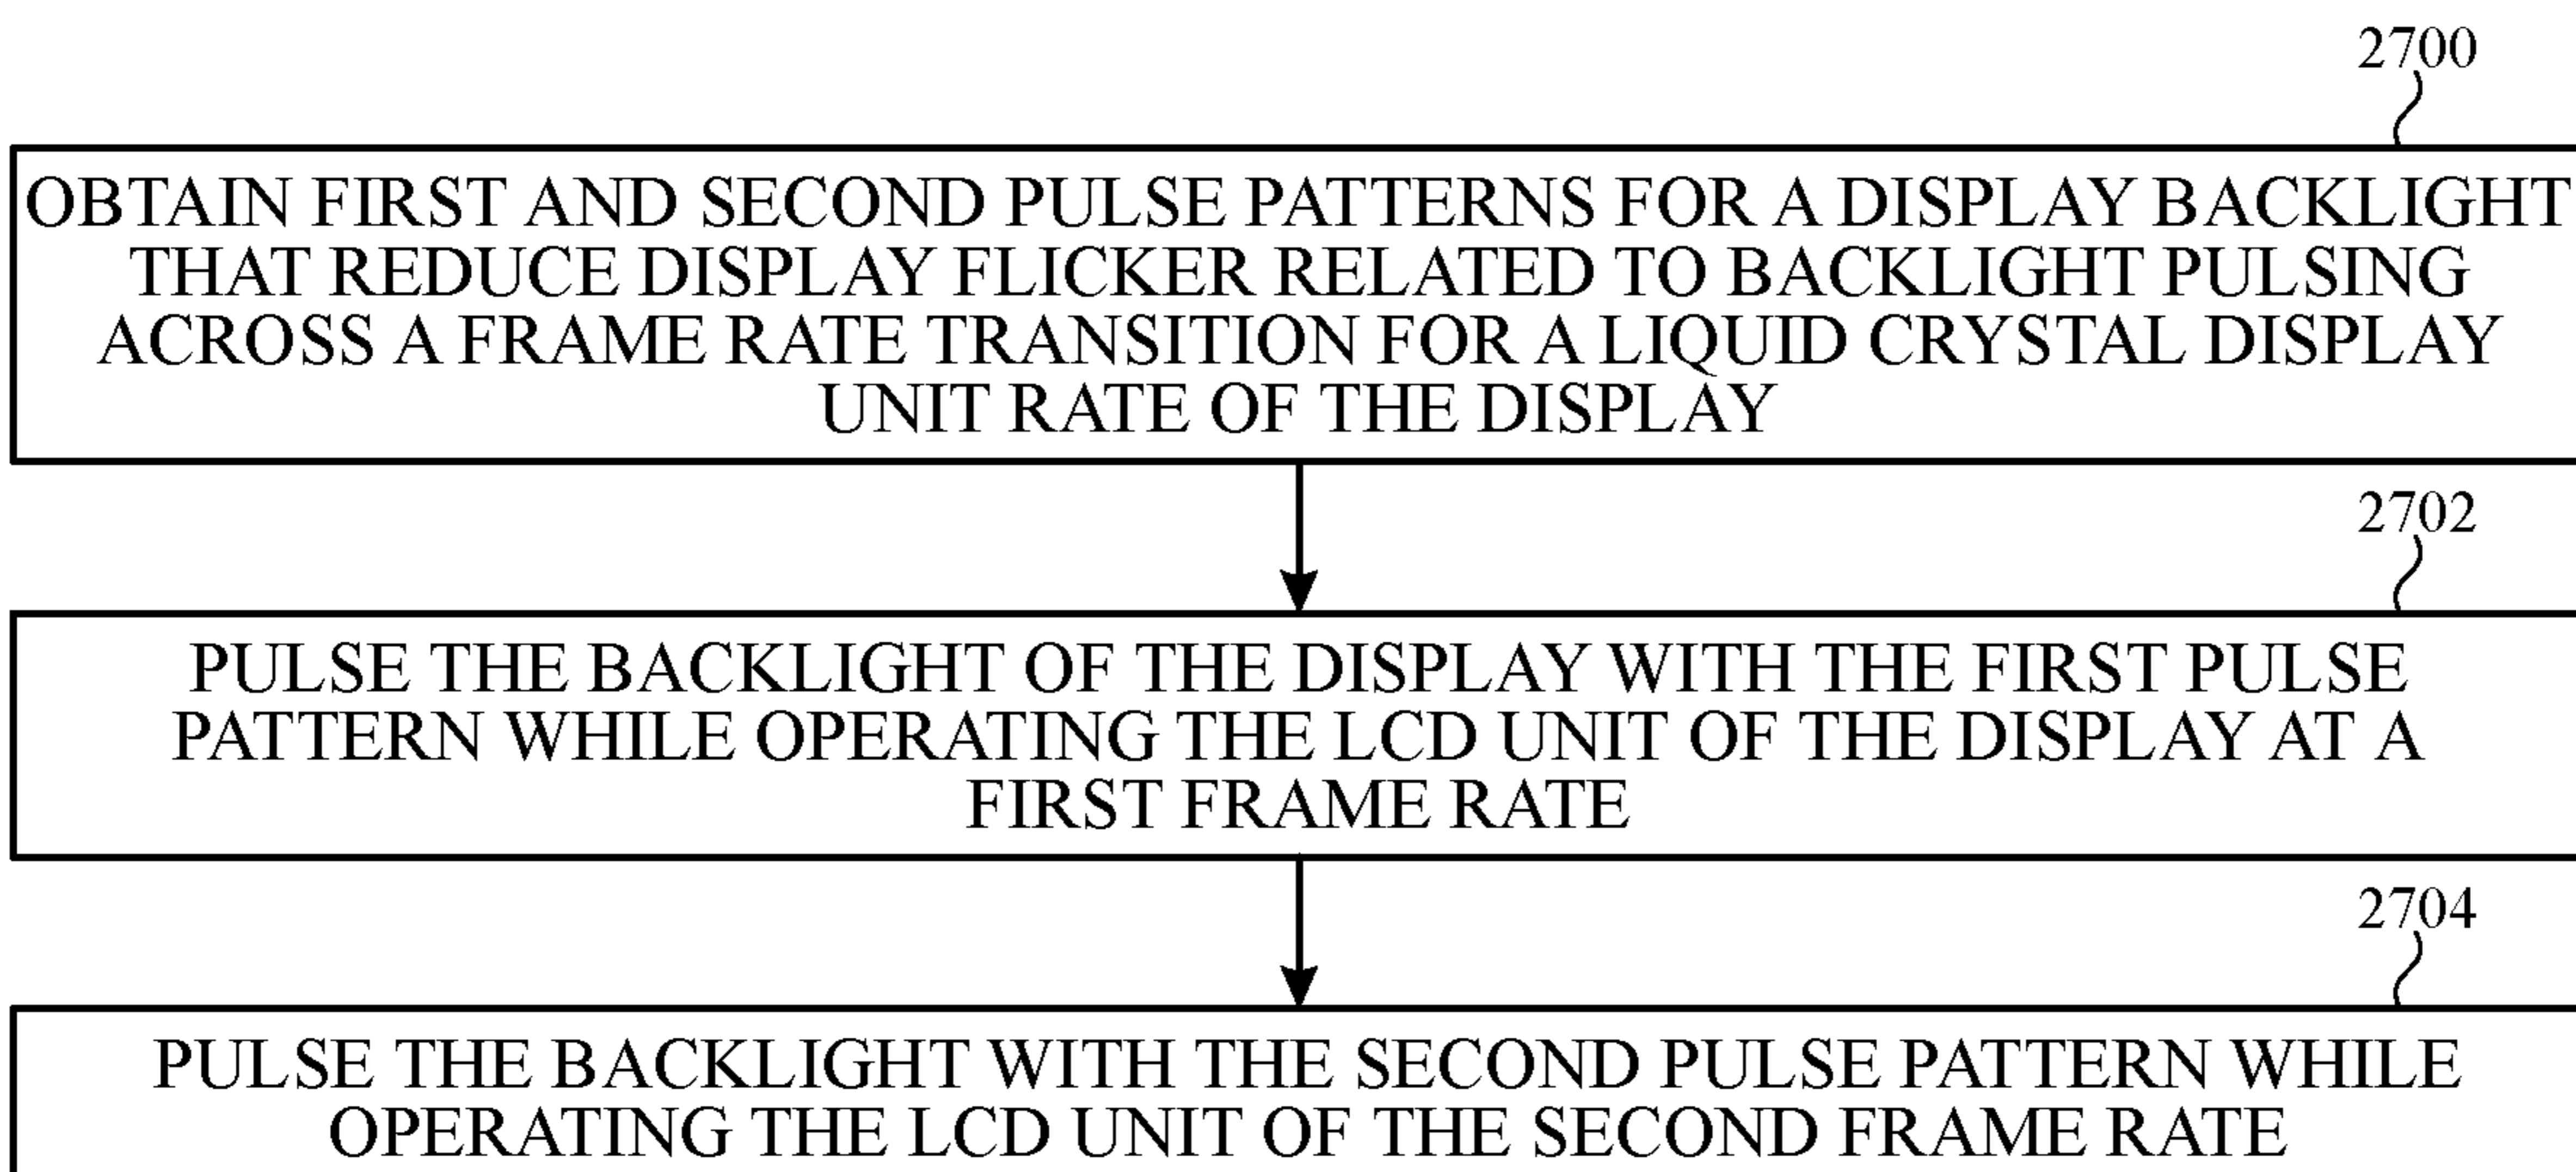 2700
OBTAIN FIRST AND SECOND PULSE PATTERNS FOR A DISPLAY BACKLIGHT
THAT REDUCE DISPLAY FLICKER RELATED TO BACKLIGHT PULSING
ACROSS A FRAME RATE TRANSITION FOR A LIQUID CRYSTAL DISPLAY
UNIT RATE OF THE DISPLAY
2702
PULSE THE BACKLIGHT OF THE DISPLAY WITH THE FIRST PULSE
PATTERN WHILE OPERATING THE LCD UNIT OF THE DISPLAY AT A
FIRST FRAME RATE
2704
PULSE THE BACKLIGHT WITH THE SECOND PULSE PATTERN WHILE
OPERATING THE LCD UNIT OF THE SECOND FRAME RATE